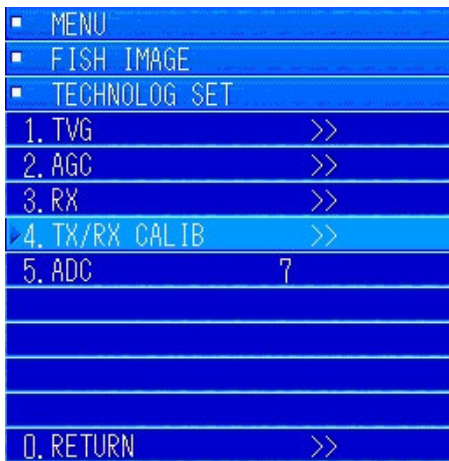 MENU
FISH IMAGE
TECHNOLOG SET
1. TVG >>
2. AGC >>
3. RX >>
4. TX/RX CALIB >>
5. ADC 7
0. RETURN >>